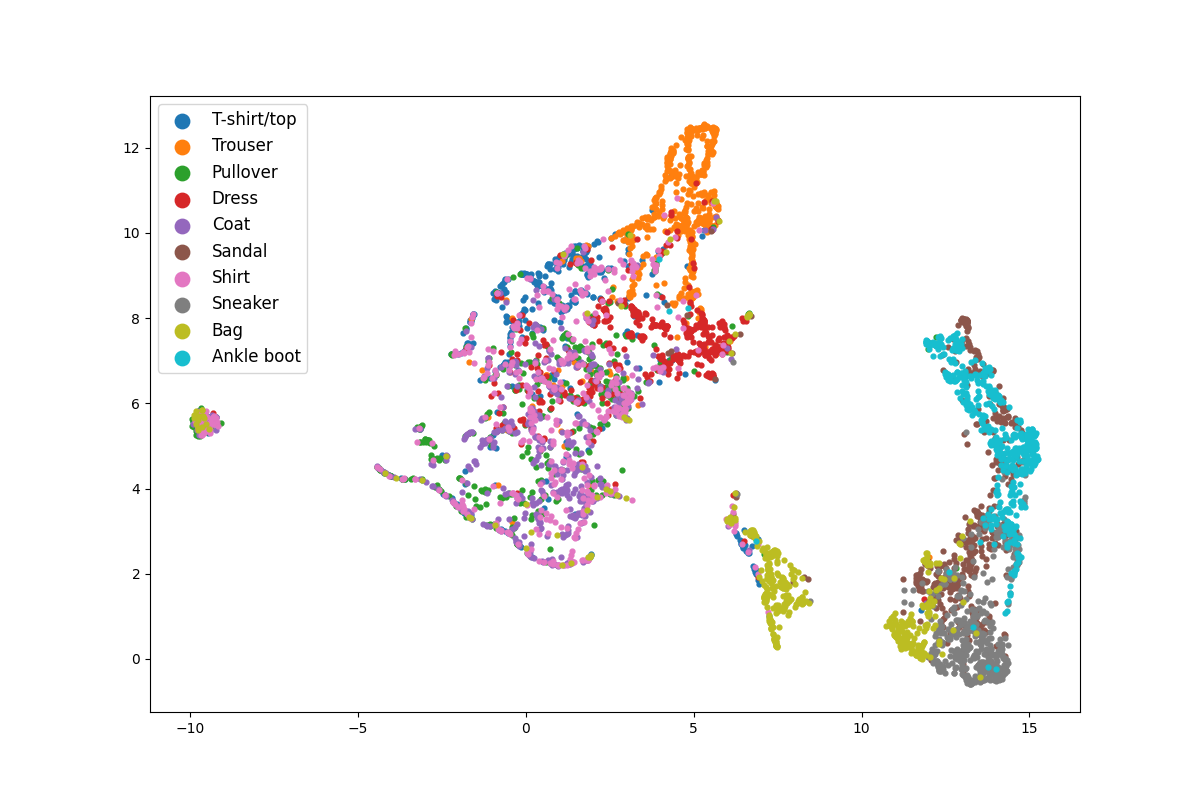 T-shirt/top
Trouser
Pullover
Dress
Coat
Sandal
Shirt
Sneaker
Bag
Ankle boot
12
10
8
6
4
2
0
−10 −5 0 5 10 15